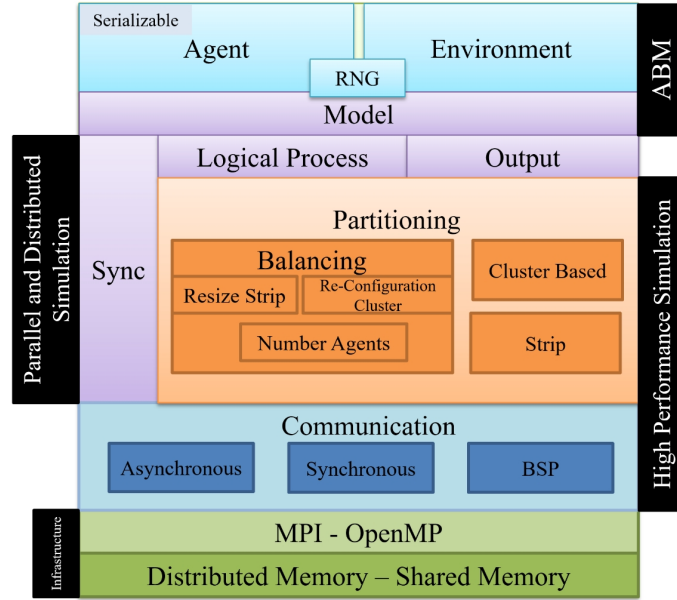 Serializable
Agent
Environment
RNG
ABM
Model
Parallel and Distributed
Simulation
Sync
Logical Process
Output
High Performance Simulation
Partitioning
Balancing
Resize Strip
Re-Configuration
Cluster
Number Agents
Cluster Based
Strip
Communication
Asynchronous
Synchronous
BSP
Infrastructure
MPI - OpenMP
Distributed Memory – Shared Memory